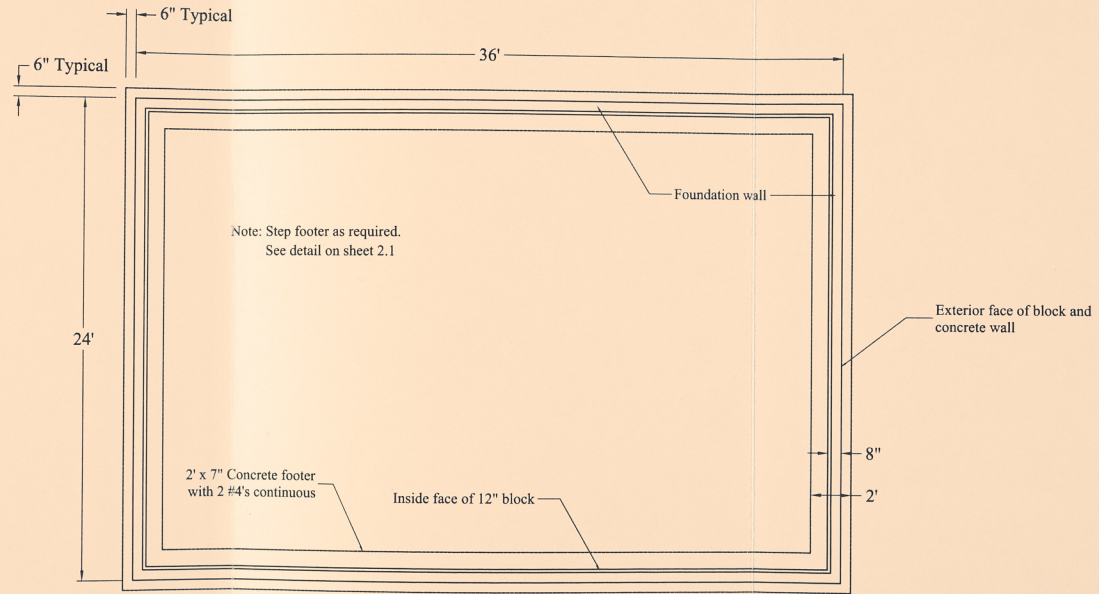 6" Typical
36'
6" Typical
Foundation wall
Note: Step footer as required.
See detail on sheet 2.1
Exterior face of block and
concrete wall
24'
8"
2' x 7" Concrete footer
with 2 #4's continuous
Inside face of 12" block
2'